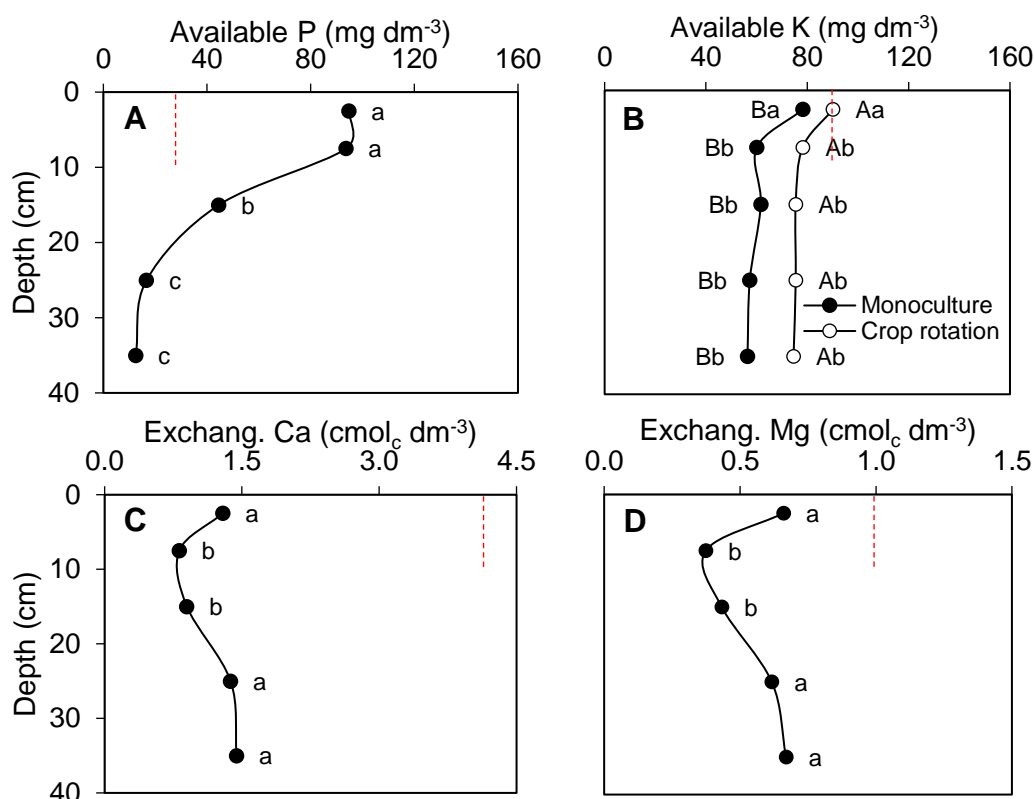 Available P (mg dm-3)
0 40 80 120 160
Available K (mg dm-3)
0 40 80 120 160
Depth (cm)
0
10
20
30
40
A
a
a
b
c
c
B
Ba Aa
Bb Ab
Bb Ab
Bb Ab
Monoculture
Crop rotation
Bb Ab
Exchang. Ca (cmolc dm-3)
0.0 1.5 3.0 4.5
Exchang. Mg (cmolc dm-3)
0.0 0.5 1.0 1.5
Depth (cm)
0
10
20
30
40
C
a
b
b
a
a
D
a
b
b
a
a